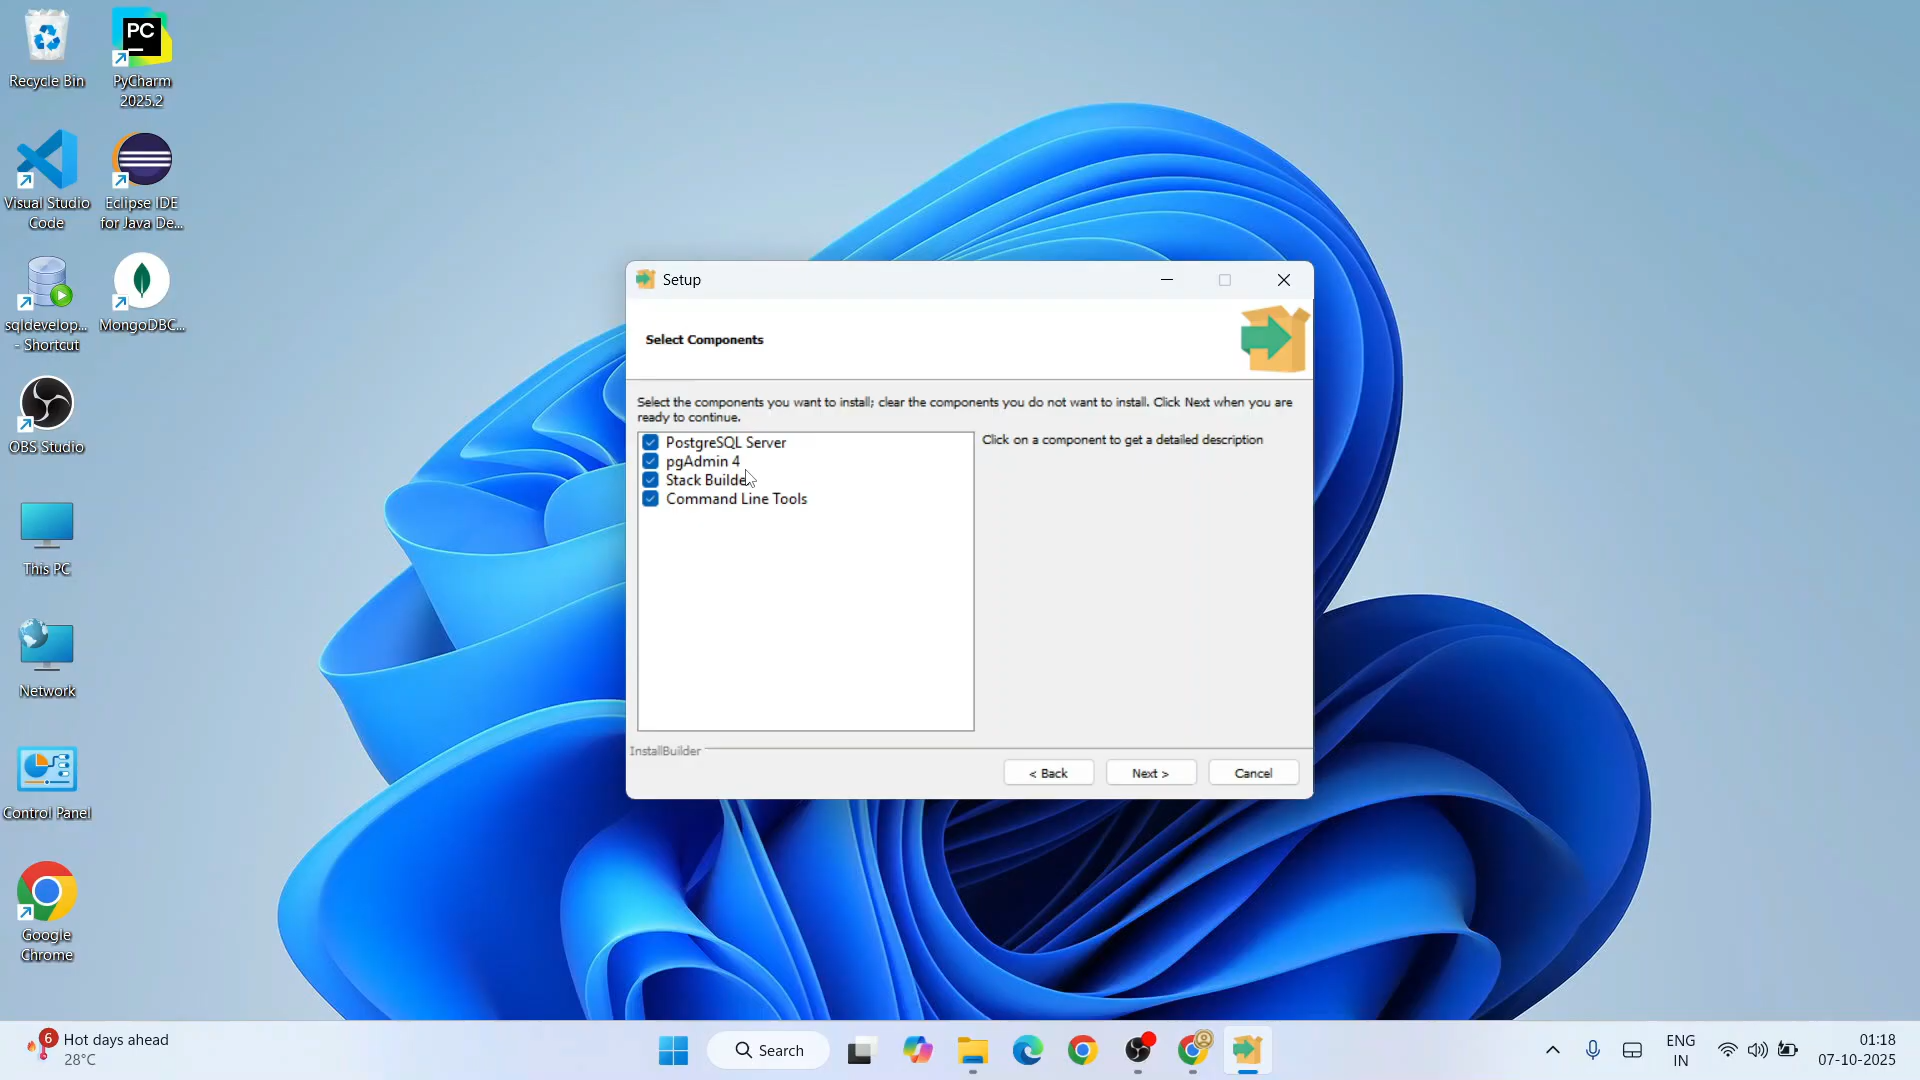 Recycle Bin
PC
PyCharm
2025.2
Visual Studio
Code
Eclipse IDE
for Java De...
sqldevelop...
- Shortcut
MongoDBC...
OBS Studio
This PC
Network
Control Panel
Google
Chrome
Setup
Select Components
Select the components you want to install; clear the components you do not want to install. Click Next when you are
ready to continue.
PostgreSQL Server
pgAdmin 4
Stack Builder
Command Line Tools
Click on a component to get a detailed description
InstallBuilder
< Back
Next >
Cancel
6
Hot days ahead
28°C
Search
ENG
IN
01:18
07-10-2025